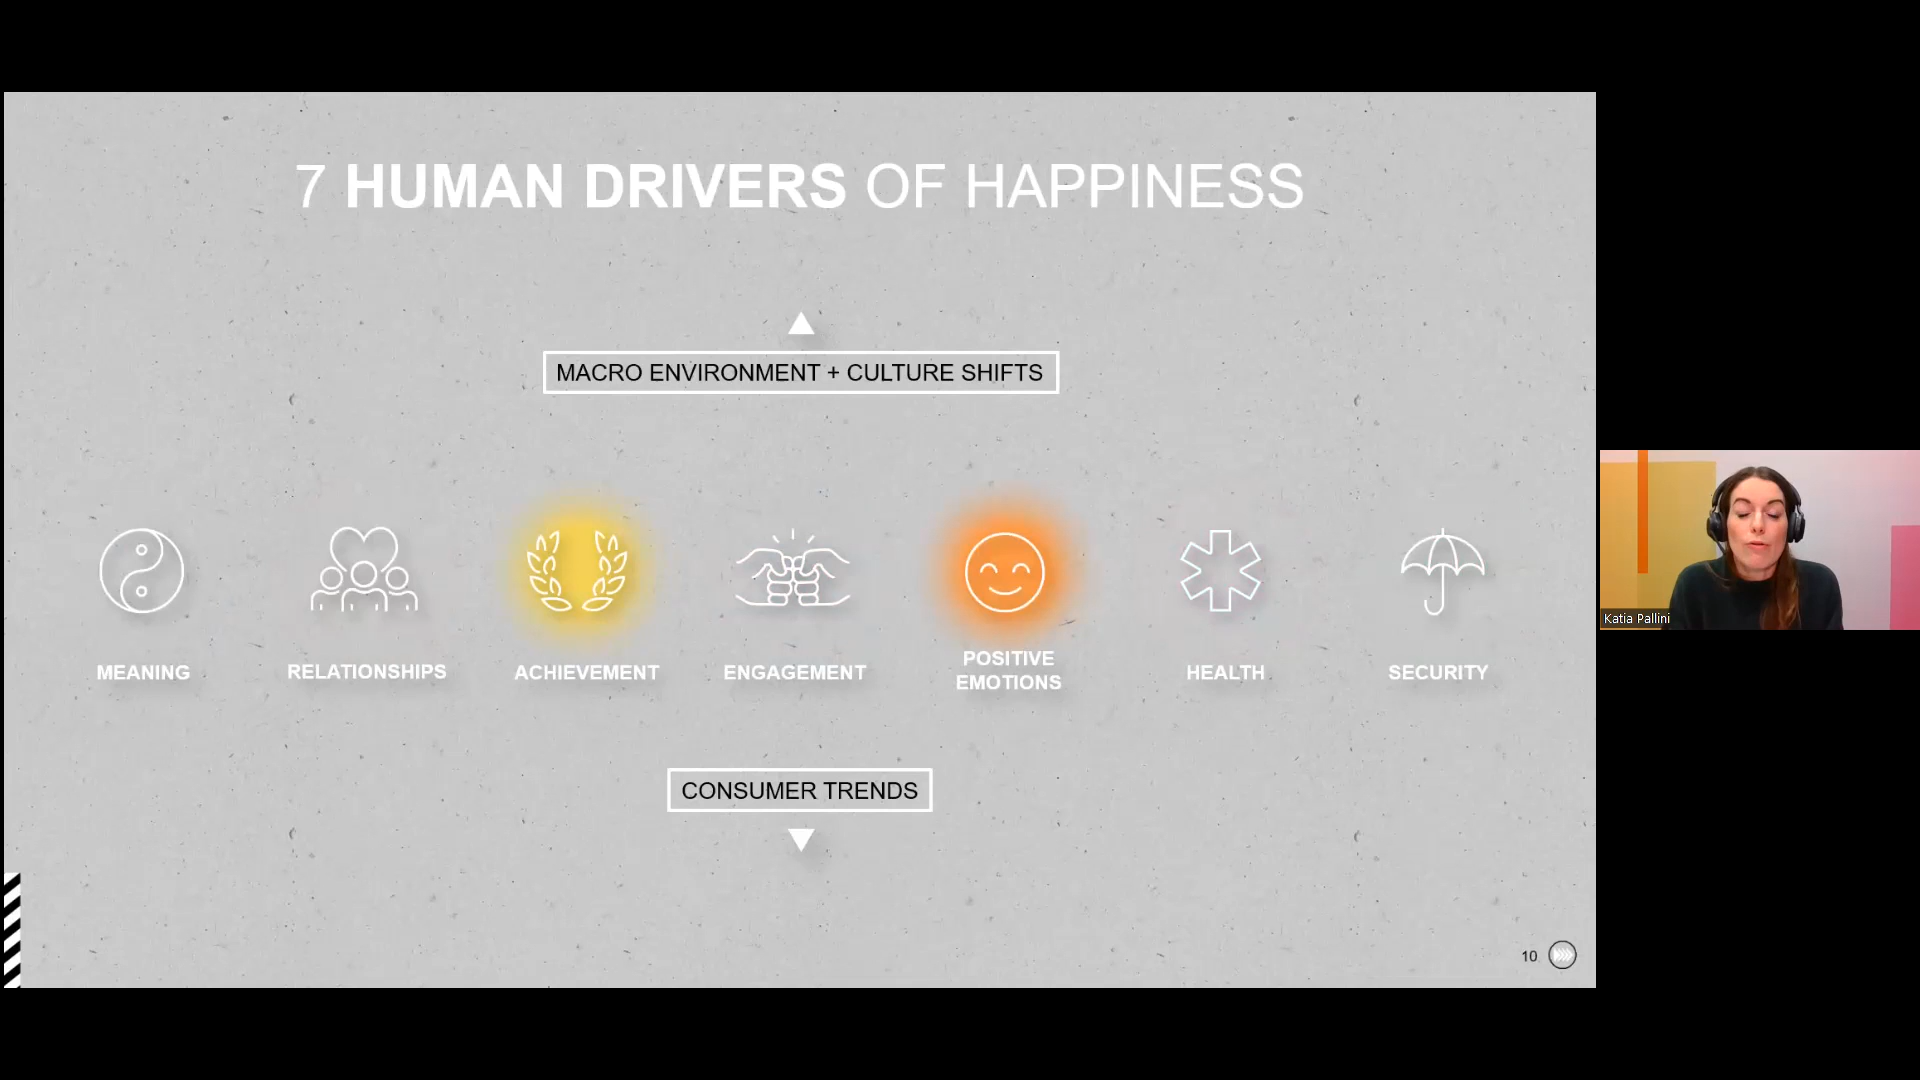 7 HUMAN DRIVERS OF HAPPINESS
MACRO ENVIRONMENT + CULTURE SHIFTS
MEANING
RELATIONSHIPS
ACHIEVEMENT
ENGAGEMENT
POSITIVE
EMOTIONS
HEALTH
SECURITY
CONSUMER TRENDS
10
Katia Pallini